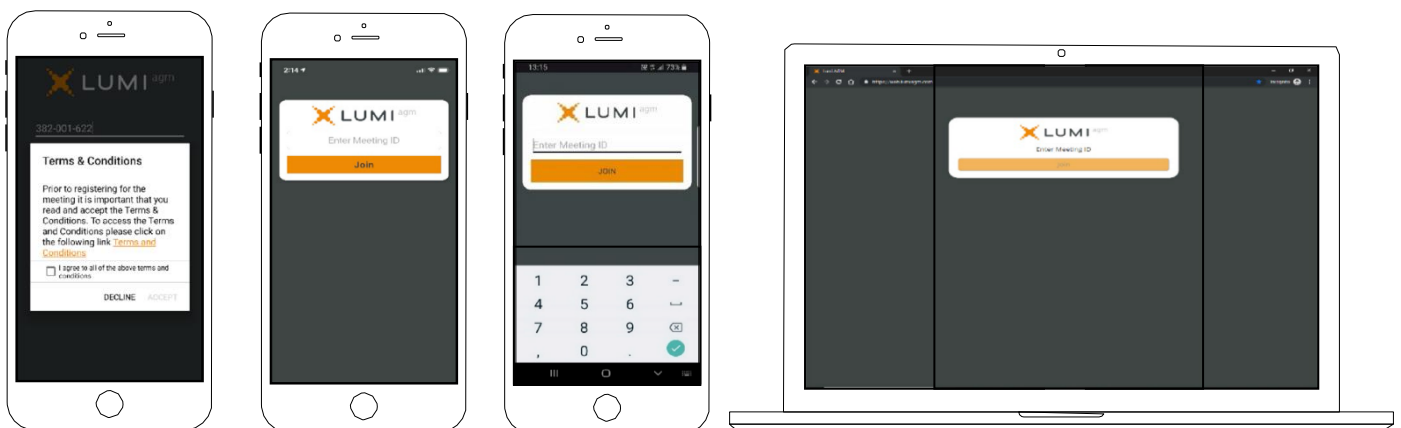 LUMI agm
382-001-622
Terms & Conditions
Prior to registering for the
meeting it is important that you
read and accept the Terms &
Conditions. To access the Terms
and Conditions please click on
the following link Terms and
Conditions
I agree to all of the above terms and
conditions
DECLINE ACCEPT
2:14
LUMI agm
Enter Meeting ID
Join
13:15
73%
LUMI agm
Enter Meeting ID
JOIN
1 2 3 -
4 5 6
7 8 9
, 0 .
Lumi AGM
LUMI agm
Enter Meeting ID
Join